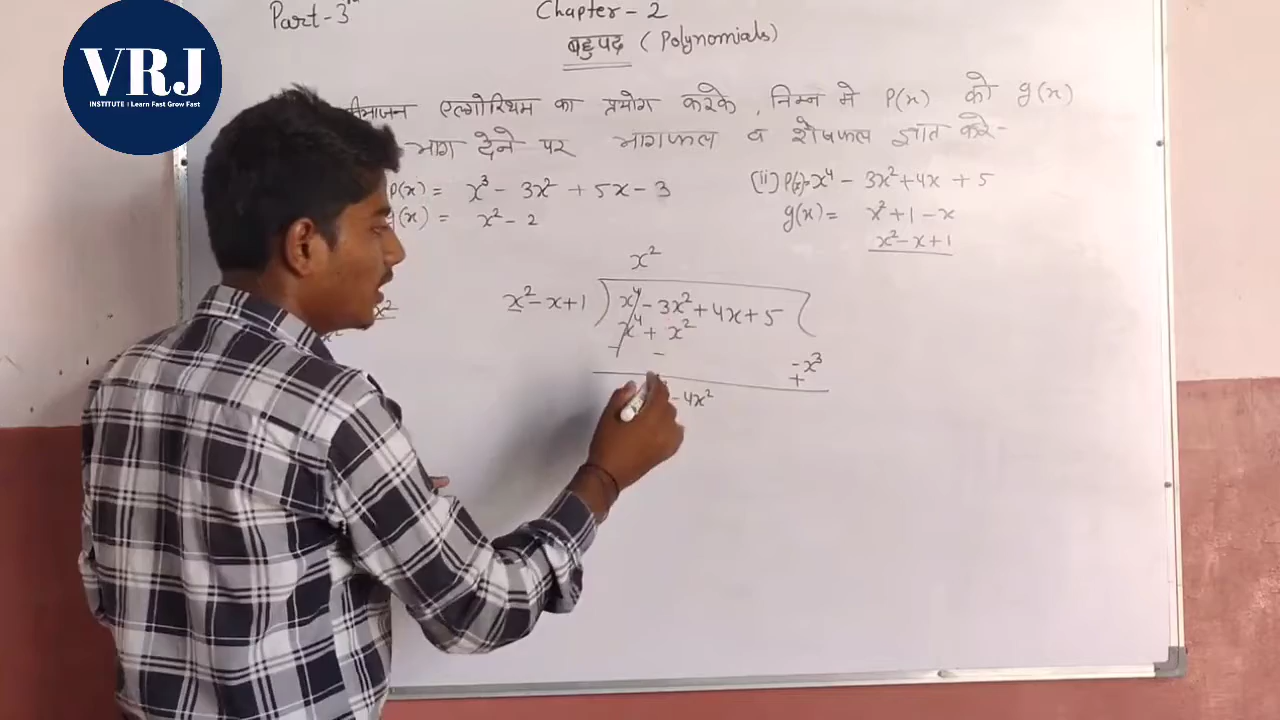 Part-3
Chapter - 2
बहुपद (Polynomials)
VRJ
INSTITUTE : Learn Fast Grow Fast
एल्गोरिथम का प्रयोग करके, निम्न मे P(x) को g(x)
भाग देने पर भागफल व शेषफल ज्ञात करे-
P(x) = x³ - 3x² + 5x - 3
g(x) = x² - 2
(ii) P(x) = x⁴ - 3x² + 4x + 5
g(x) = x² + 1 - x
x² - x + 1
x²
x² - x + 1 ) x⁴ - 3x² + 4x + 5
x⁴ + x²
- -
- x³
+
- 4x²
x²